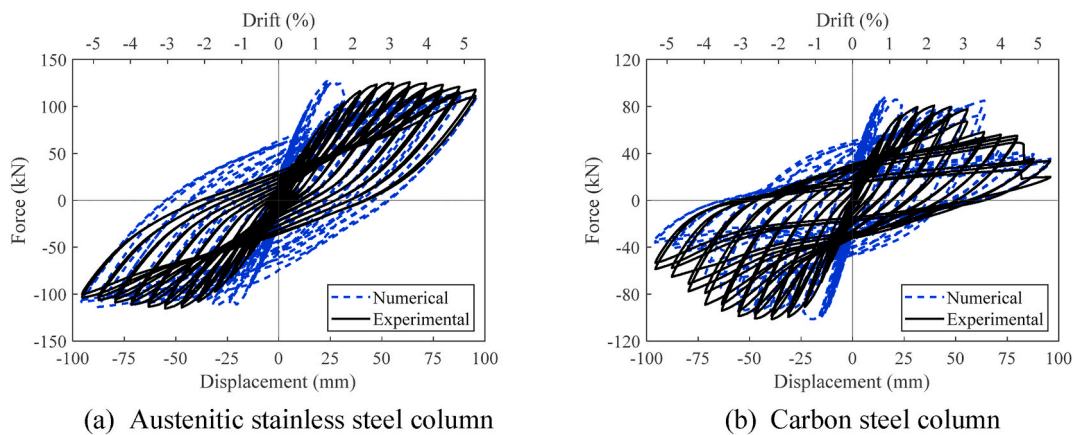 Drift (%)
-5 -4 -3 -2 -1 0 1 2 3 4 5
150
100
50
0
-50
-100
-150
Force (kN)
Numerical
Experimental
-100 -75 -50 -25 0 25 50 75 100
Displacement (mm)
(a) Austenitic stainless steel column
Drift (%)
-5 -4 -3 -2 -1 0 1 2 3 4 5
120
80
40
0
-40
-80
-120
Force (kN)
Numerical
Experimental
-100 -75 -50 -25 0 25 50 75 100
Displacement (mm)
(b) Carbon steel column